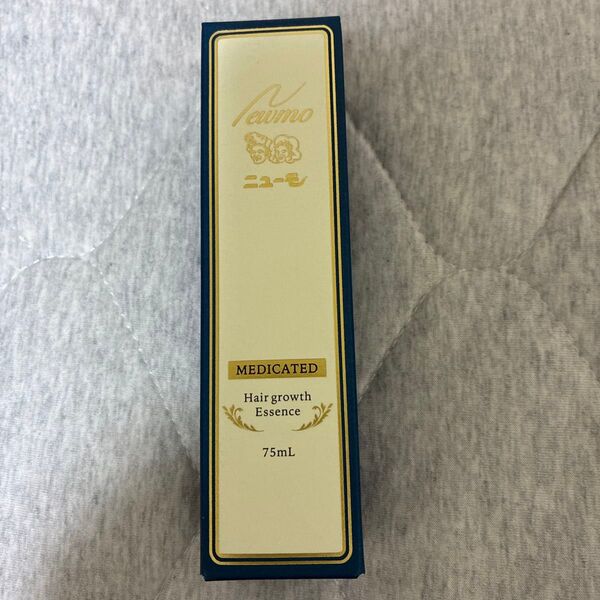 Newmo
ニューモ
MEDICATED
Hair growth
Essence
75mL